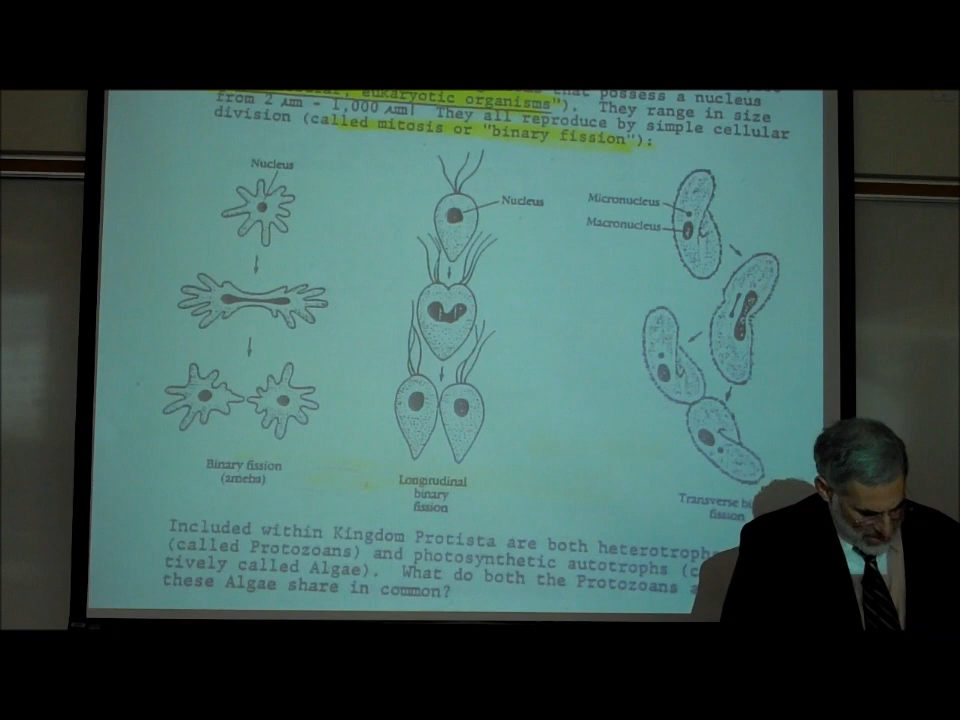 that possess a nucleus
eukaryotic organisms"). They range in size
from 2 µm - 1,000 µm! They all reproduce by simple cellular
division (called mitosis or "binary fission"):
Nucleus
Nucleus
Micronucleus
Macronucleus
Binary fission
(ameba)
Longitudinal
binary
fission
Transverse
fission
Included within Kingdom Protista are both
(called Protozoans) and photosynthetic autotrophs
tively called Algae). What do both the Protozoans
these Algae share in common?